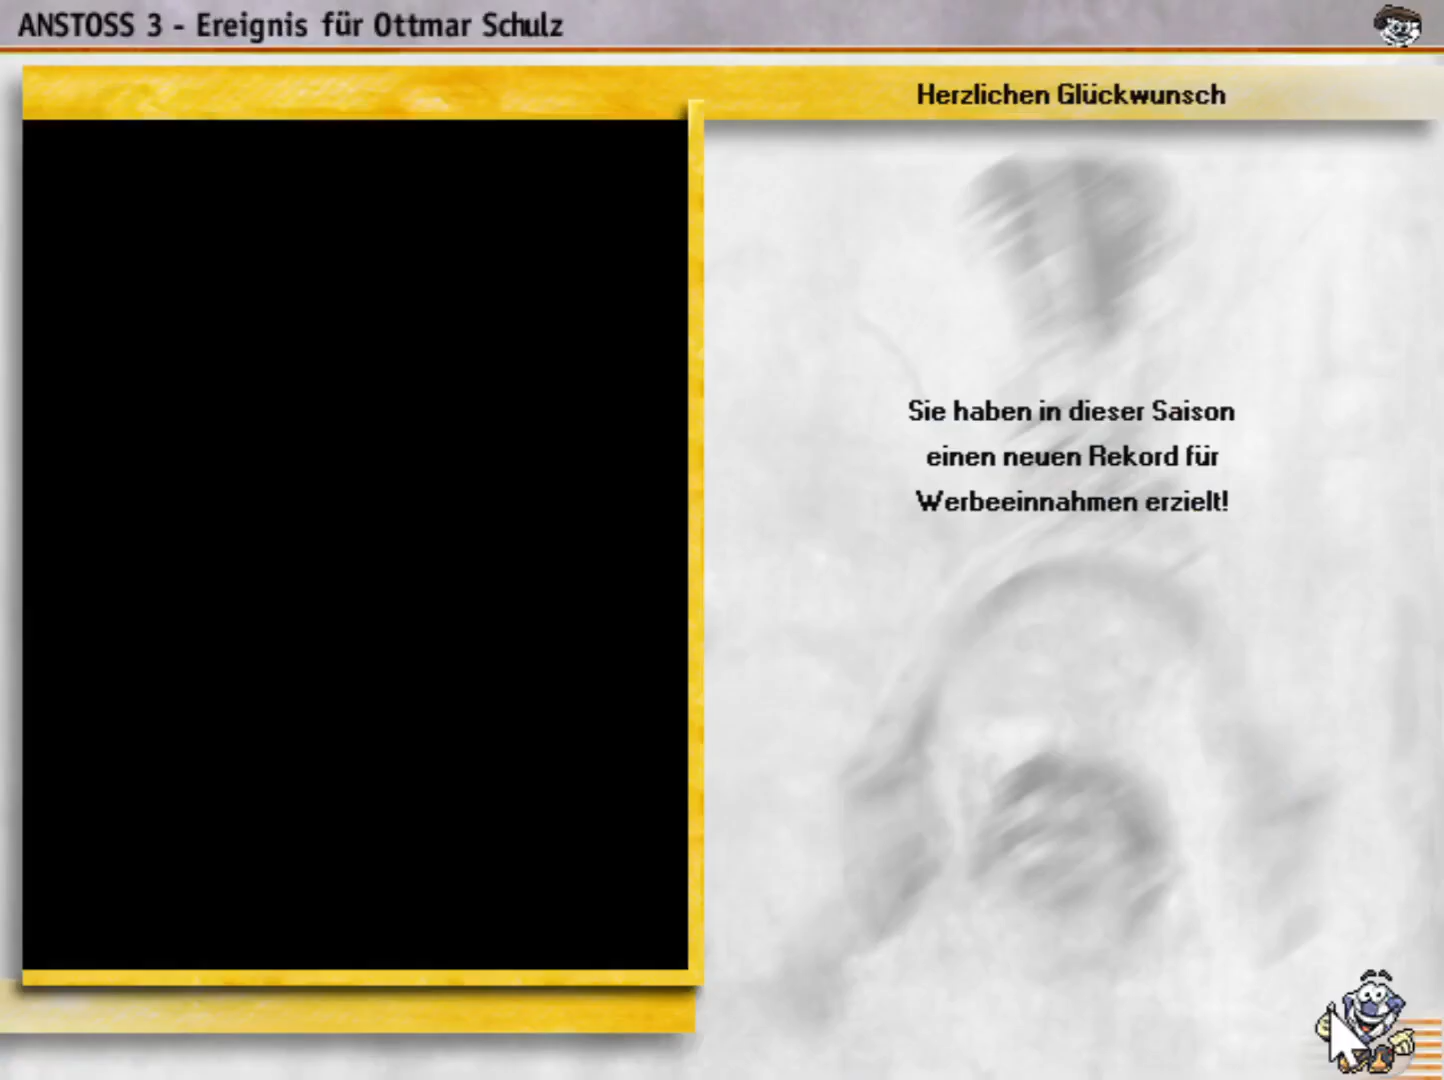 ANSTOSS 3 - Ereignis für Ottmar Schulz
Herzlichen Glückwunsch
Sie haben in dieser Saison
einen neuen Rekord für
Werbeeinnahmen erzielt!